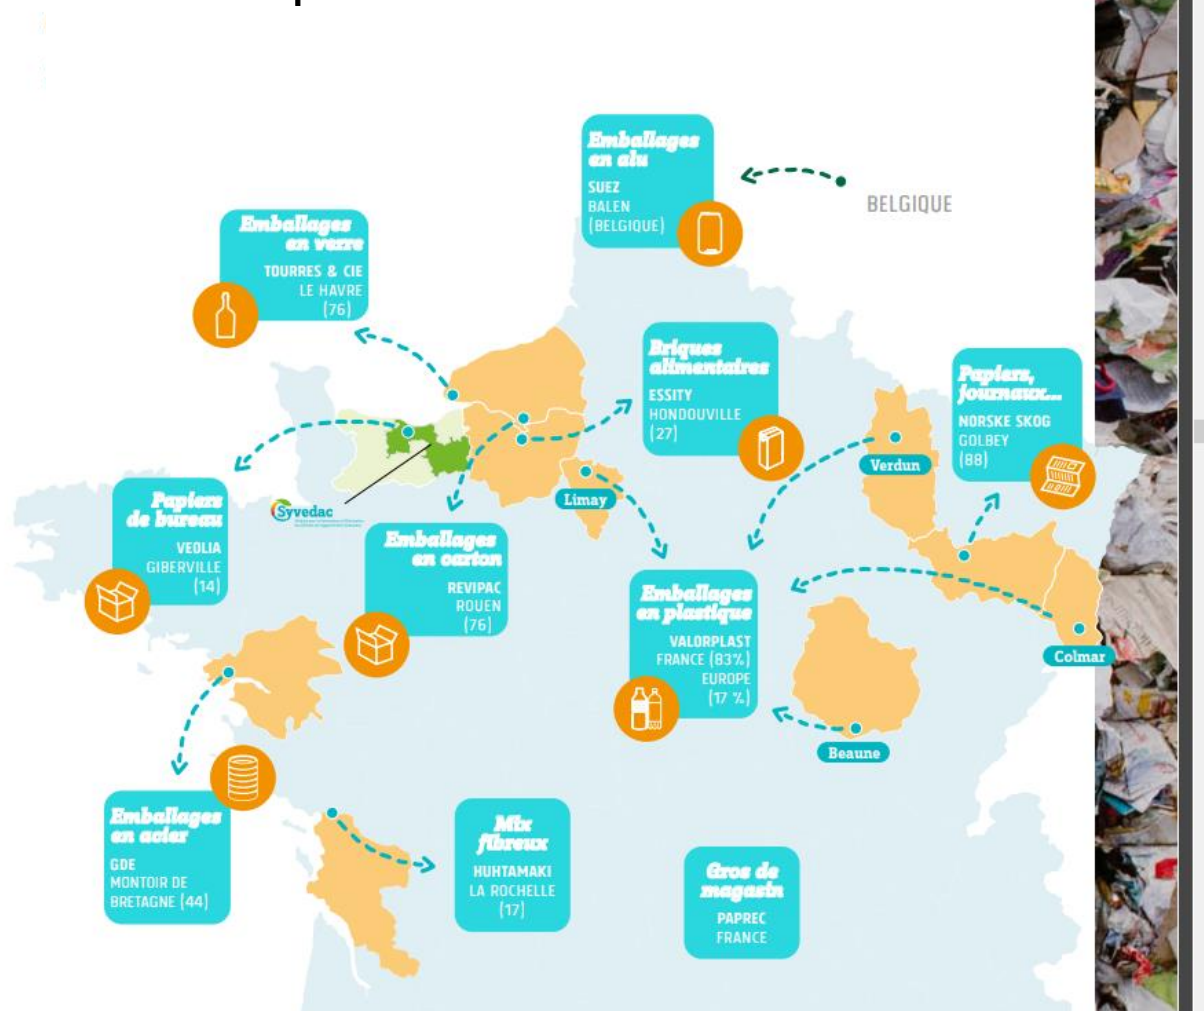 Emballages
en alu
SUEZ
BALEN
(BELGIQUE)
BELGIQUE
Emballages
en verre
TOURRES & CIE
LE HAVRE
(76)
Briques
alimentaires
ESSITY
HONDOUVILLE
(27)
Papiers,
journaux...
NORSKE SKOG
GOLBEY
(88)
Verdun
Limay
Syvedac
Papiers
de bureau
VEOLIA
GIBERVILLE
(14)
Emballages
en carton
REVIPAC
ROUEN
(76)
Emballages
en plastique
VALORPLAST
FRANCE (83%)
EUROPE
(17 %)
Colmar
Beaune
Emballages
en acier
GDE
MONTOIR DE
BRETAGNE (44)
Mix
fibreux
HUHTAMAKI
LA ROCHELLE
(17)
Gros de
magasin
PAPREC
FRANCE